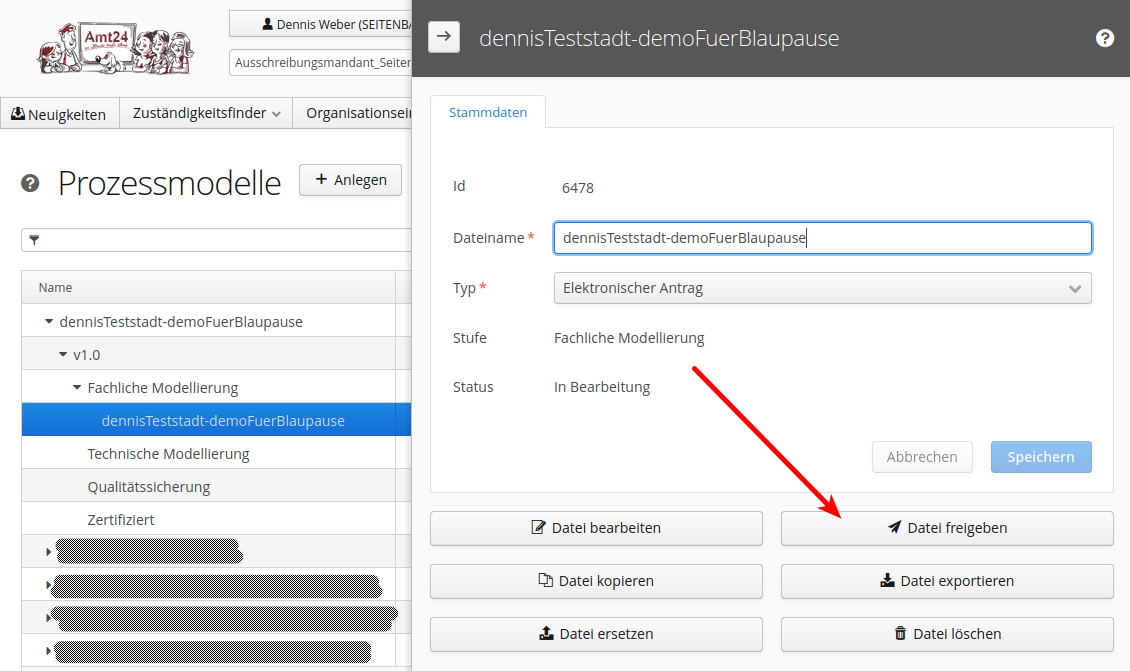 Amt24
Dennis Weber (SEITENBA
Ausschreibungsmandant_Seiten
Neuigkeiten
Zuständigkeitsfinder
Organisationsei
Prozessmodelle
Anlegen
Name
dennisTeststadt-demoFuerBlaupause
v1.0
Fachliche Modellierung
dennisTeststadt-demoFuerBlaupause
Technische Modellierung
Qualitätssicherung
Zertifiziert
dennisTeststadt-demoFuerBlaupause
Stammdaten
Id 6478
Dateiname * dennisTeststadt-demoFuerBlaupause
Typ * Elektronischer Antrag
Stufe Fachliche Modellierung
Status In Bearbeitung
Abbrechen Speichern
Datei bearbeiten Datei freigeben
Datei kopieren Datei exportieren
Datei ersetzen Datei löschen